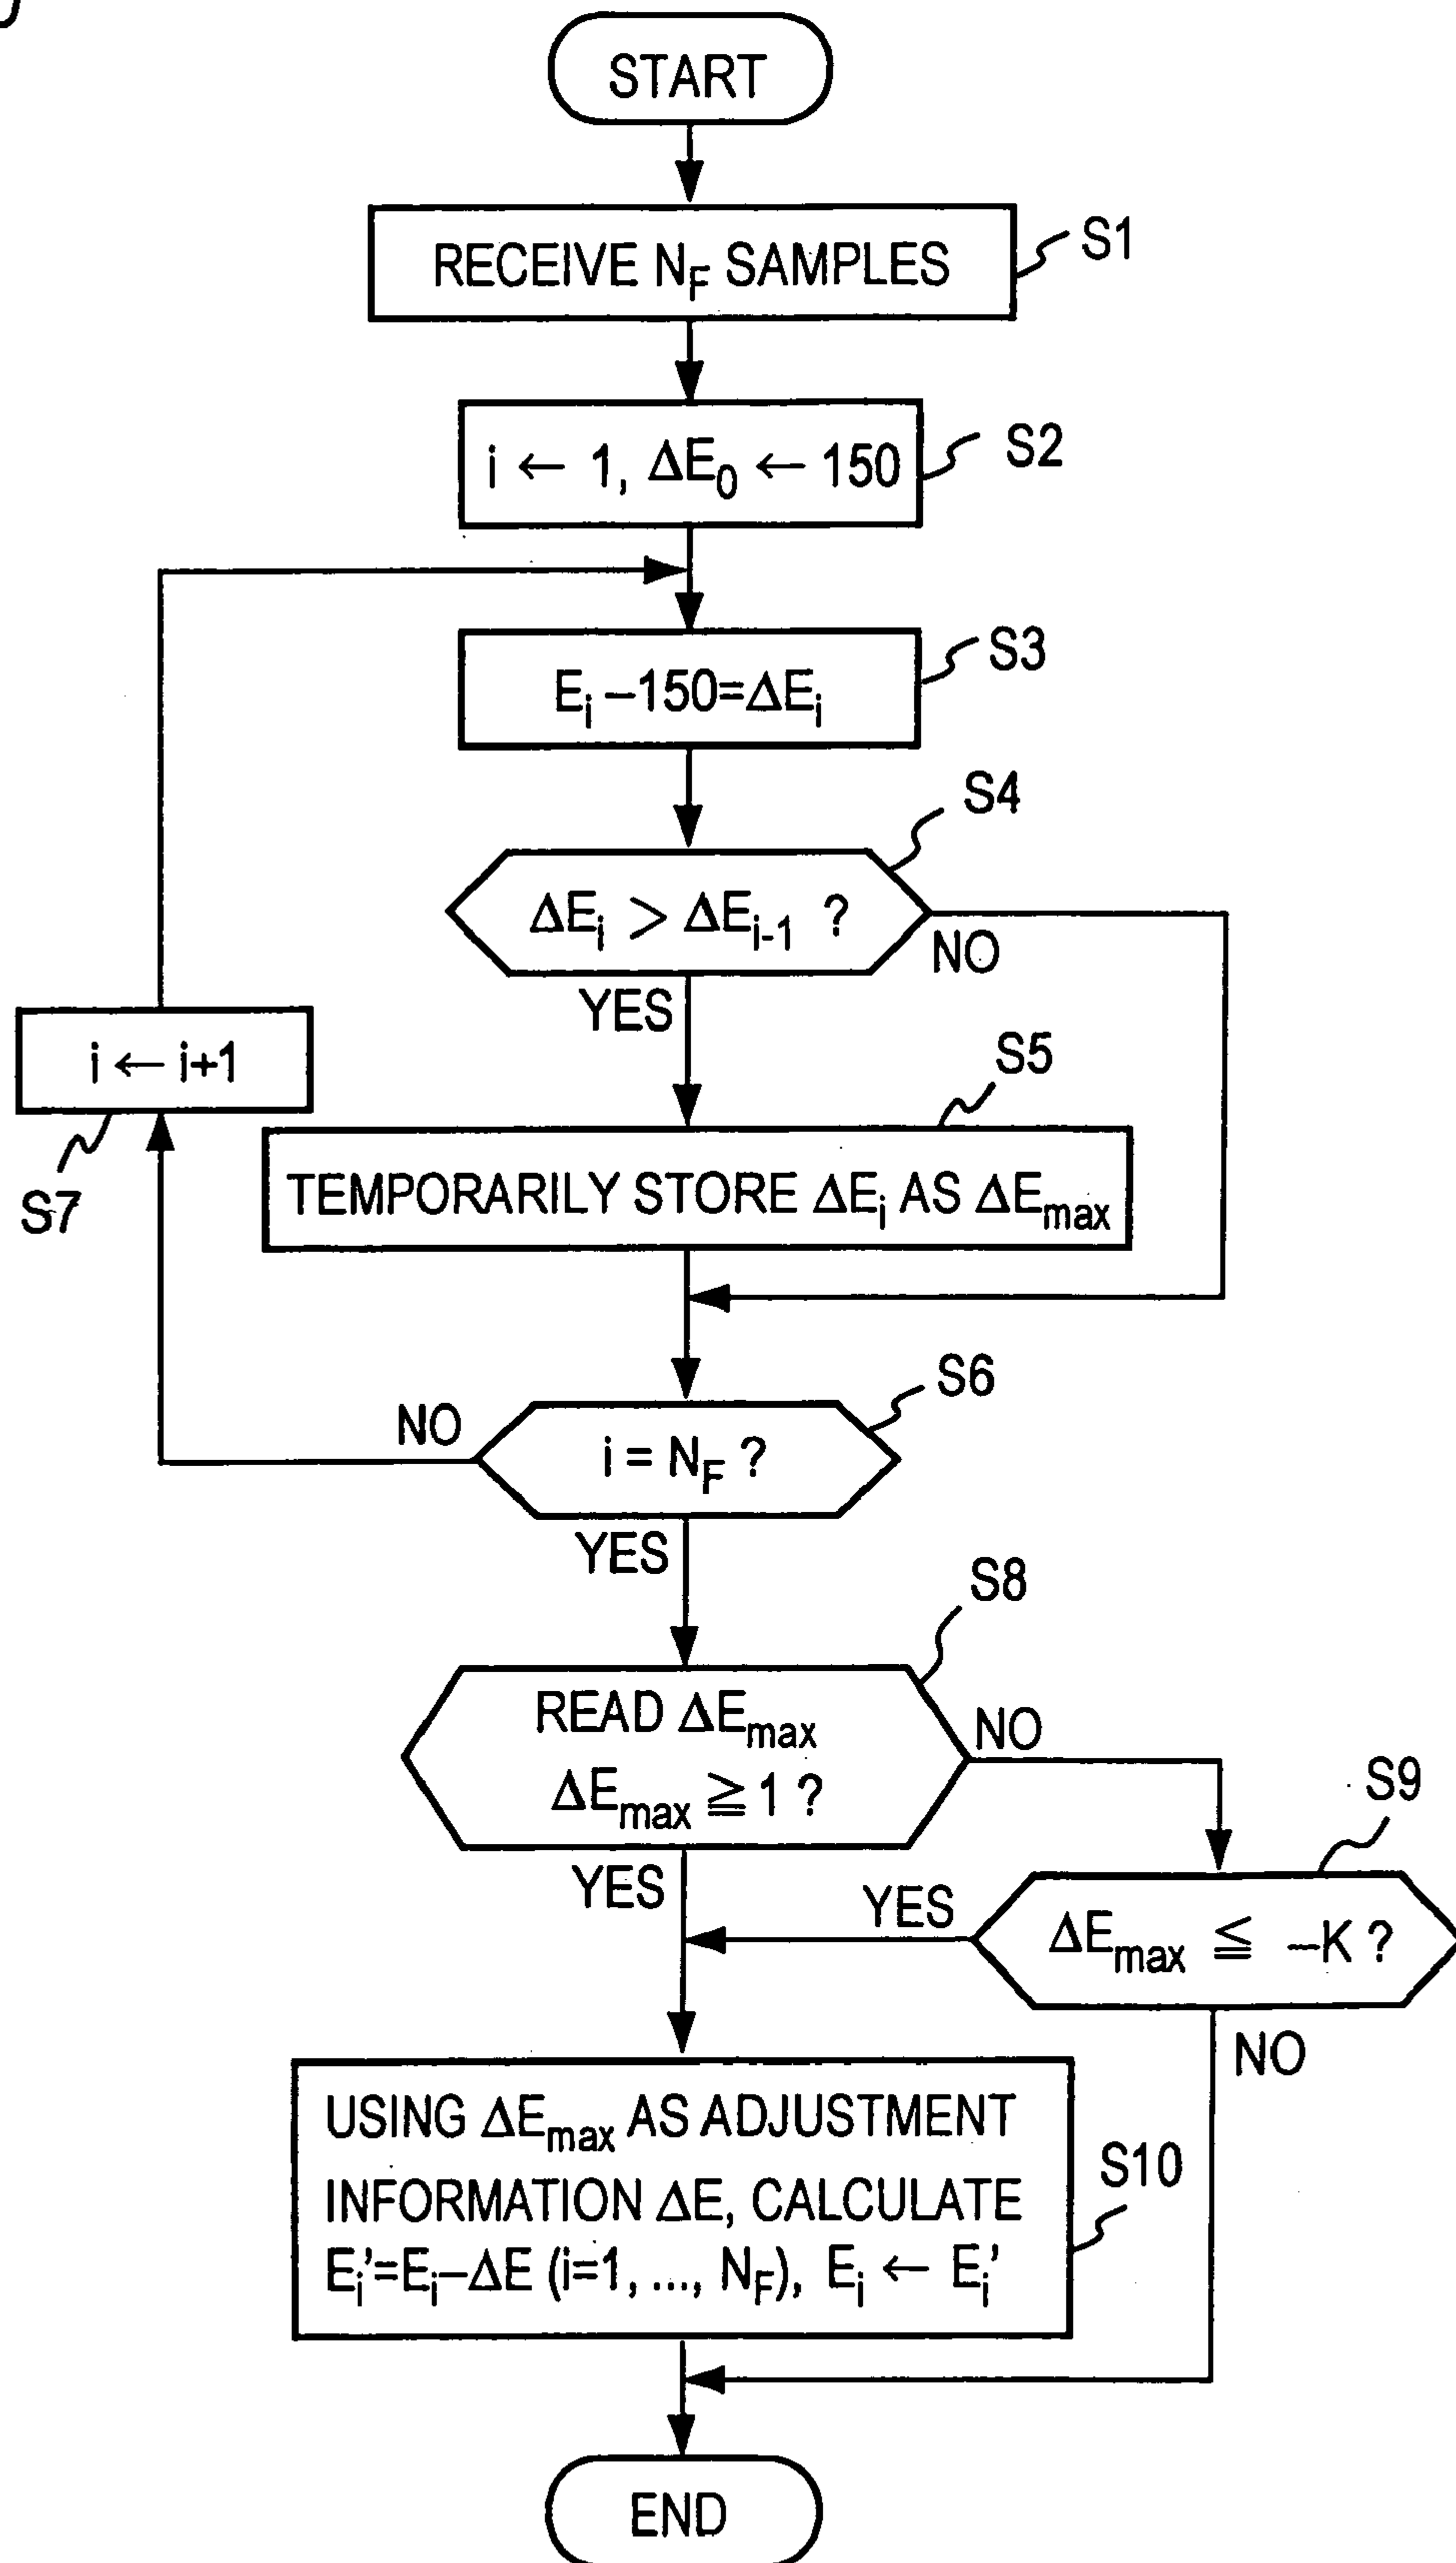 START
RECEIVE N_F SAMPLES
S1
i ← 1, ΔE_0 ← 150
S2
E_i –150=ΔE_i
S3
ΔE_i > ΔE_i-1 ?
S4
NO
YES
i ← i+1
S7
S5
TEMPORARILY STORE ΔE_i AS ΔE_max
S6
NO
i = N_F ?
YES
S8
READ ΔE_max
ΔE_max ≧ 1 ?
NO
YES
S9
ΔE_max ≦ –K ?
YES
NO
USING ΔE_max AS ADJUSTMENT
INFORMATION ΔE, CALCULATE
E_i'=E_i–ΔE (i=1, ..., N_F), E_i ← E_i'
S10
END